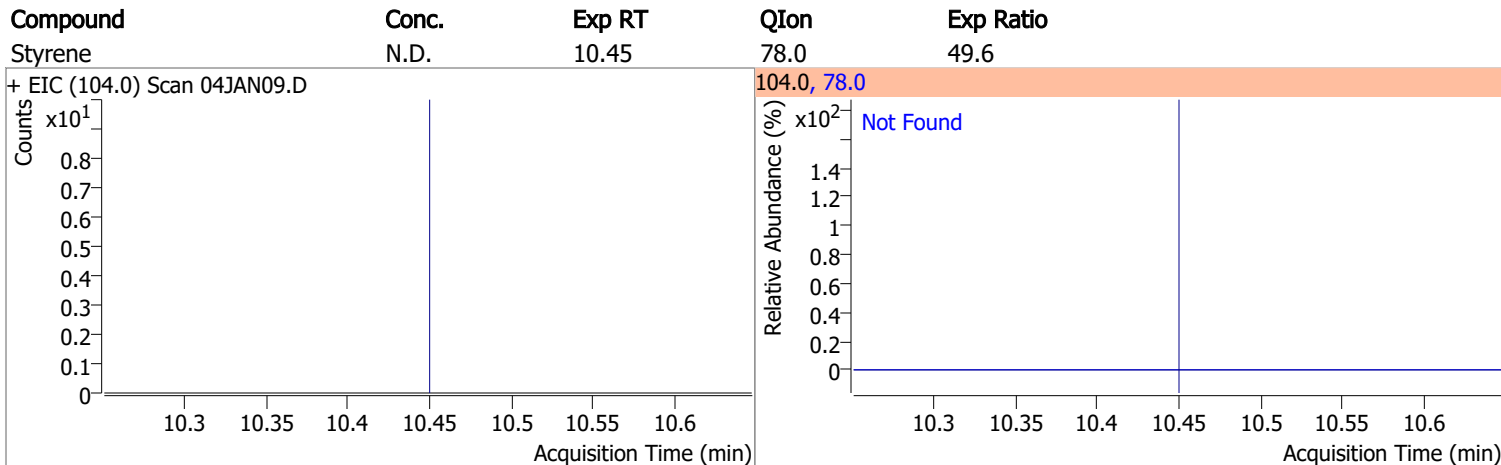 Compound Conc. Exp RT QIon Exp Ratio
Styrene N.D. 10.45 78.0 49.6
+ EIC (104.0) Scan 04JAN09.D
Counts
x10¹
0.8
0.7
0.6
0.5
0.4
0.3
0.2
0.1
0
10.3 10.35 10.4 10.45 10.5 10.55 10.6
Acquisition Time (min)
104.0, 78.0
Relative Abundance (%)
x10²
Not Found
1.4
1.2
1
0.8
0.6
0.4
0.2
0
10.3 10.35 10.4 10.45 10.5 10.55 10.6
Acquisition Time (min)